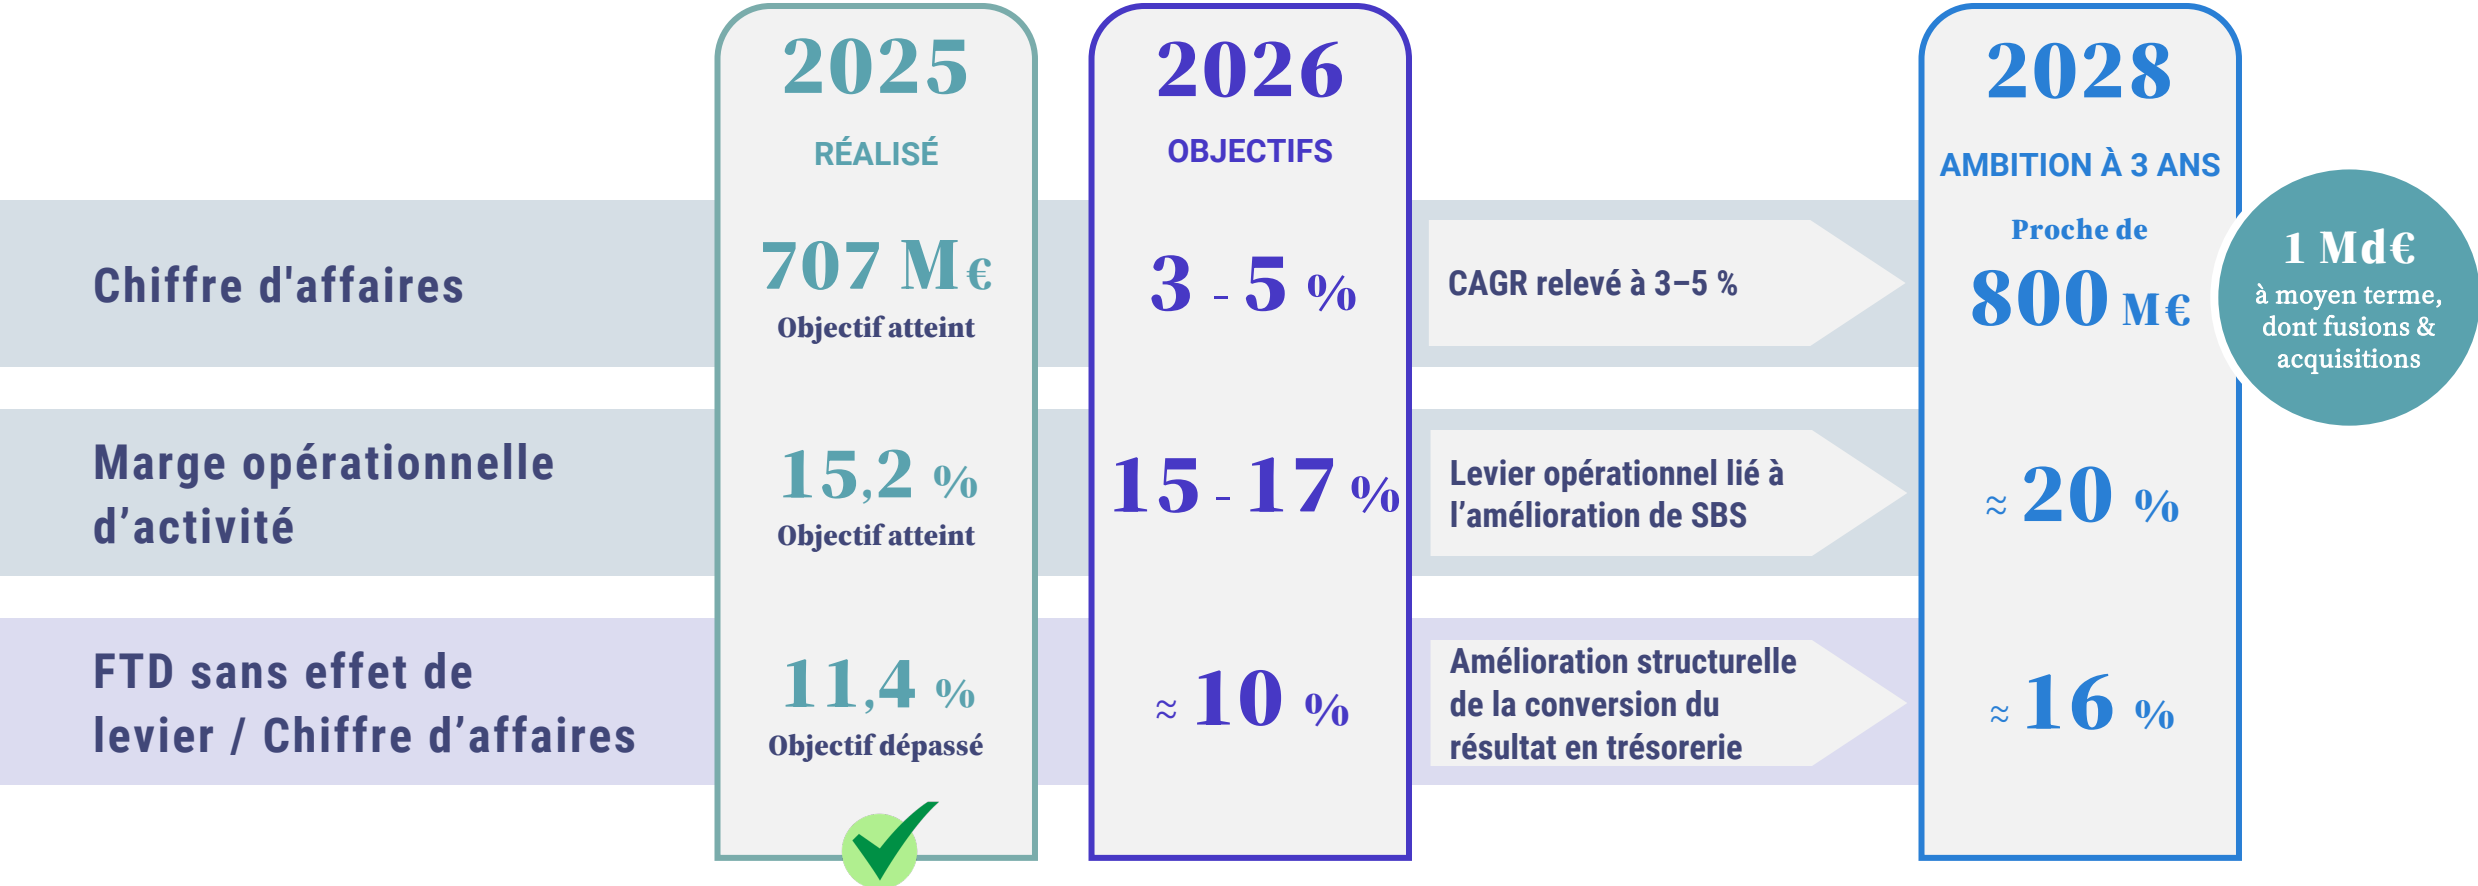 2025
RÉALISÉ
2026
OBJECTIFS
2028
AMBITION À 3 ANS
Chiffre d'affaires
707 M€
Objectif atteint
3 - 5 %
CAGR relevé à 3–5 %
Proche de
800 M€
1 Md€
à moyen terme,
dont fusions &
acquisitions
Marge opérationnelle
d’activité
15,2 %
Objectif atteint
15 - 17 %
Levier opérationnel lié à
l’amélioration de SBS
≈ 20 %
FTD sans effet de
levier / Chiffre d’affaires
11,4 %
Objectif dépassé
≈ 10 %
Amélioration structurelle
de la conversion du
résultat en trésorerie
≈ 16 %